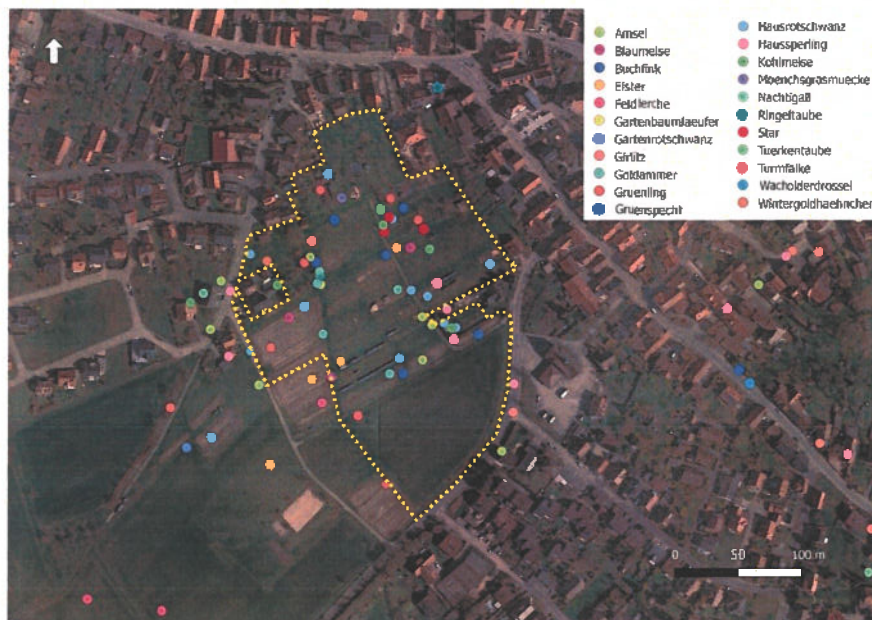 Amsel
Blaumeise
Buchfink
Elster
Feldlerche
Gartenbaumlaeufer
Gartenrotschwanz
Girlitz
Goldammer
Gruenling
Gruenspecht
Hausrotschwanz
Haussperling
Kohlmeise
Moenchsgrasmuecke
Nachtigall
Ringeltaube
Star
Tuerkentaube
Turmfalke
Wacholderdrossel
Wintergoldhaehnchen
0 50 100 m